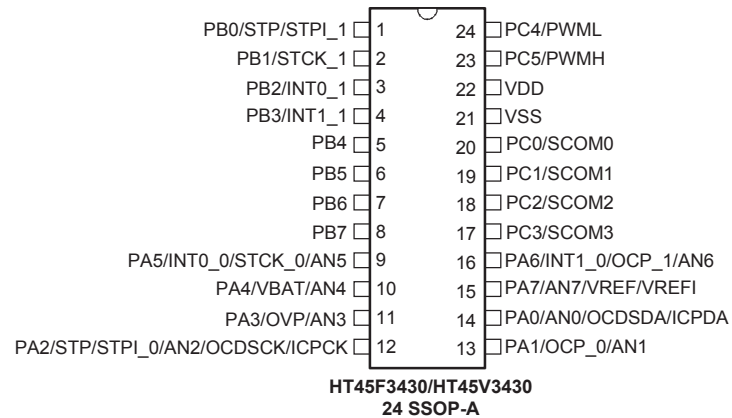 PB0/STP/STPI_1 1 24 PC4/PWML
PB1/STCK_1 2 23 PC5/PWMH
PB2/INT0_1 3 22 VDD
PB3/INT1_1 4 21 VSS
PB4 5 20 PC0/SCOM0
PB5 6 19 PC1/SCOM1
PB6 7 18 PC2/SCOM2
PB7 8 17 PC3/SCOM3
PA5/INT0_0/STCK_0/AN5 9 16 PA6/INT1_0/OCP_1/AN6
PA4/VBAT/AN4 10 15 PA7/AN7/VREF/VREFI
PA3/OVP/AN3 11 14 PA0/AN0/OCDSDA/ICPDA
PA2/STP/STPI_0/AN2/OCDSCK/ICPCK 12 13 PA1/OCP_0/AN1
HT45F3430/HT45V3430
24 SSOP-A